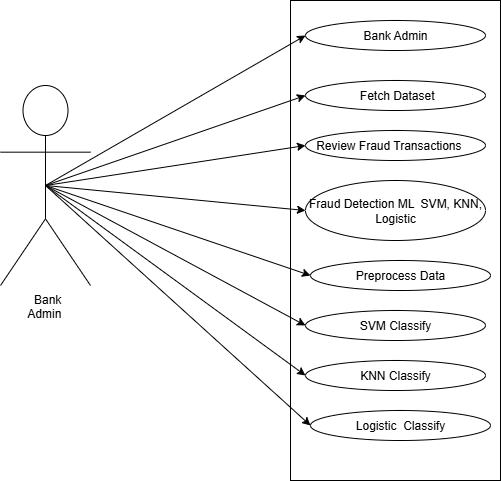 Bank Admin
Fetch Dataset
Review Fraud Transactions
Fraud Detection ML SVM, KNN,
Logistic
Preprocess Data
SVM Classify
KNN Classify
Logistic Classify
Bank
Admin